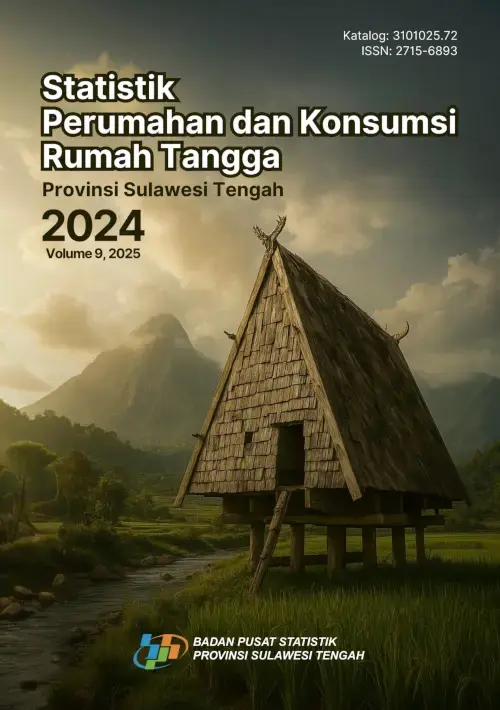 Katalog: 3101025.72
ISSN: 2715-6893
Statistik
Perumahan dan Konsumsi
Rumah Tangga
Provinsi Sulawesi Tengah
2024
Volume 9, 2025
BADAN PUSAT STATISTIK
PROVINSI SULAWESI TENGAH